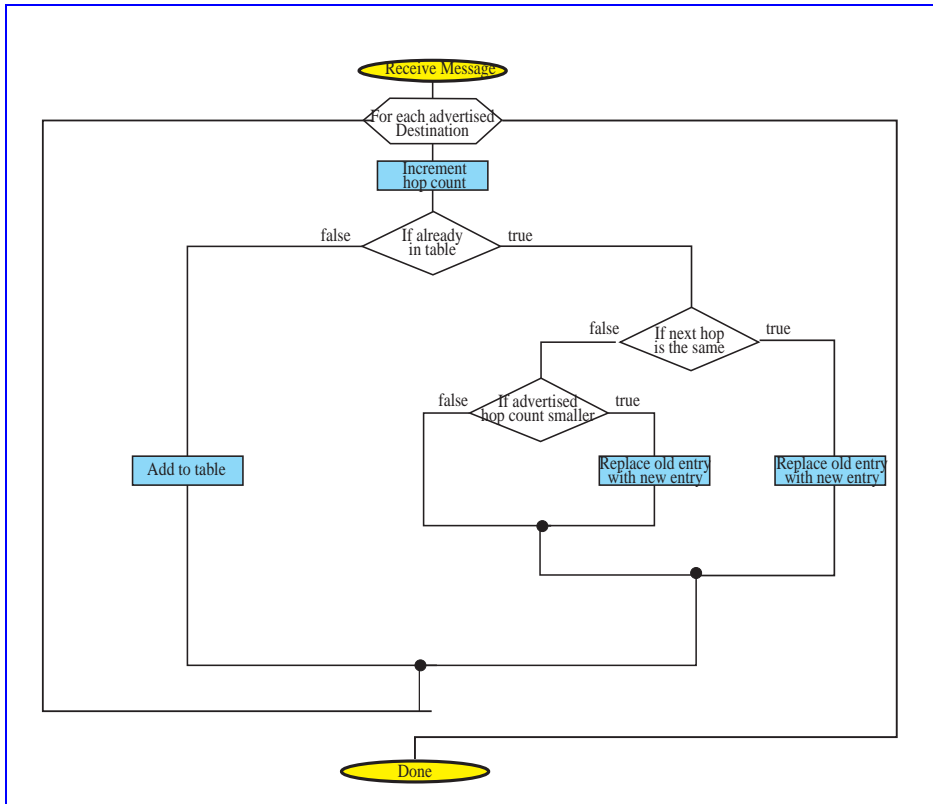 Receive Message
For each advertised
Destination
Increment
hop count
false
If already
in table
true
false
If next hop
is the same
true
false
If advertised
hop count smaller
true
Add to table
Replace old entry
with new entry
Replace old entry
with new entry
Done